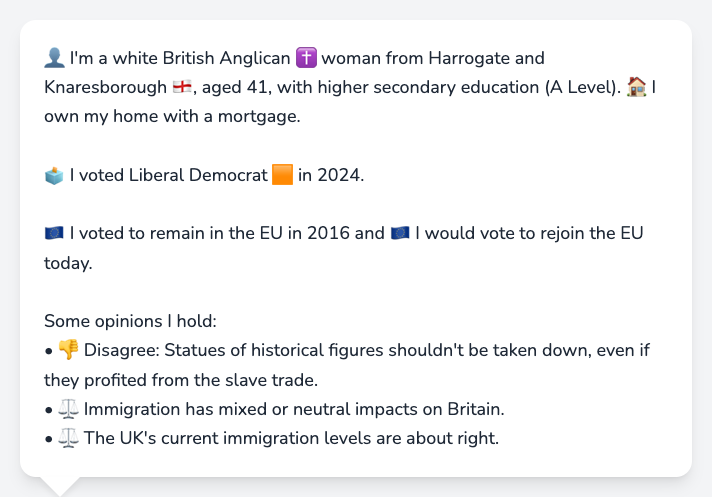 👤 I'm a white British Anglican ✝️ woman from Harrogate and
Knaresborough 🏴󠁧󠁢󠁥󠁮󠁧󠁿, aged 41, with higher secondary education (A Level). 🏠 I
own my home with a mortgage.
🗳️ I voted Liberal Democrat 🟧 in 2024.
🇪🇺 I voted to remain in the EU in 2016 and 🇪🇺 I would vote to rejoin the EU
today.
Some opinions I hold:
• 👎 Disagree: Statues of historical figures shouldn't be taken down, even if
they profited from the slave trade.
• ⚖️ Immigration has mixed or neutral impacts on Britain.
• ⚖️ The UK's current immigration levels are about right.